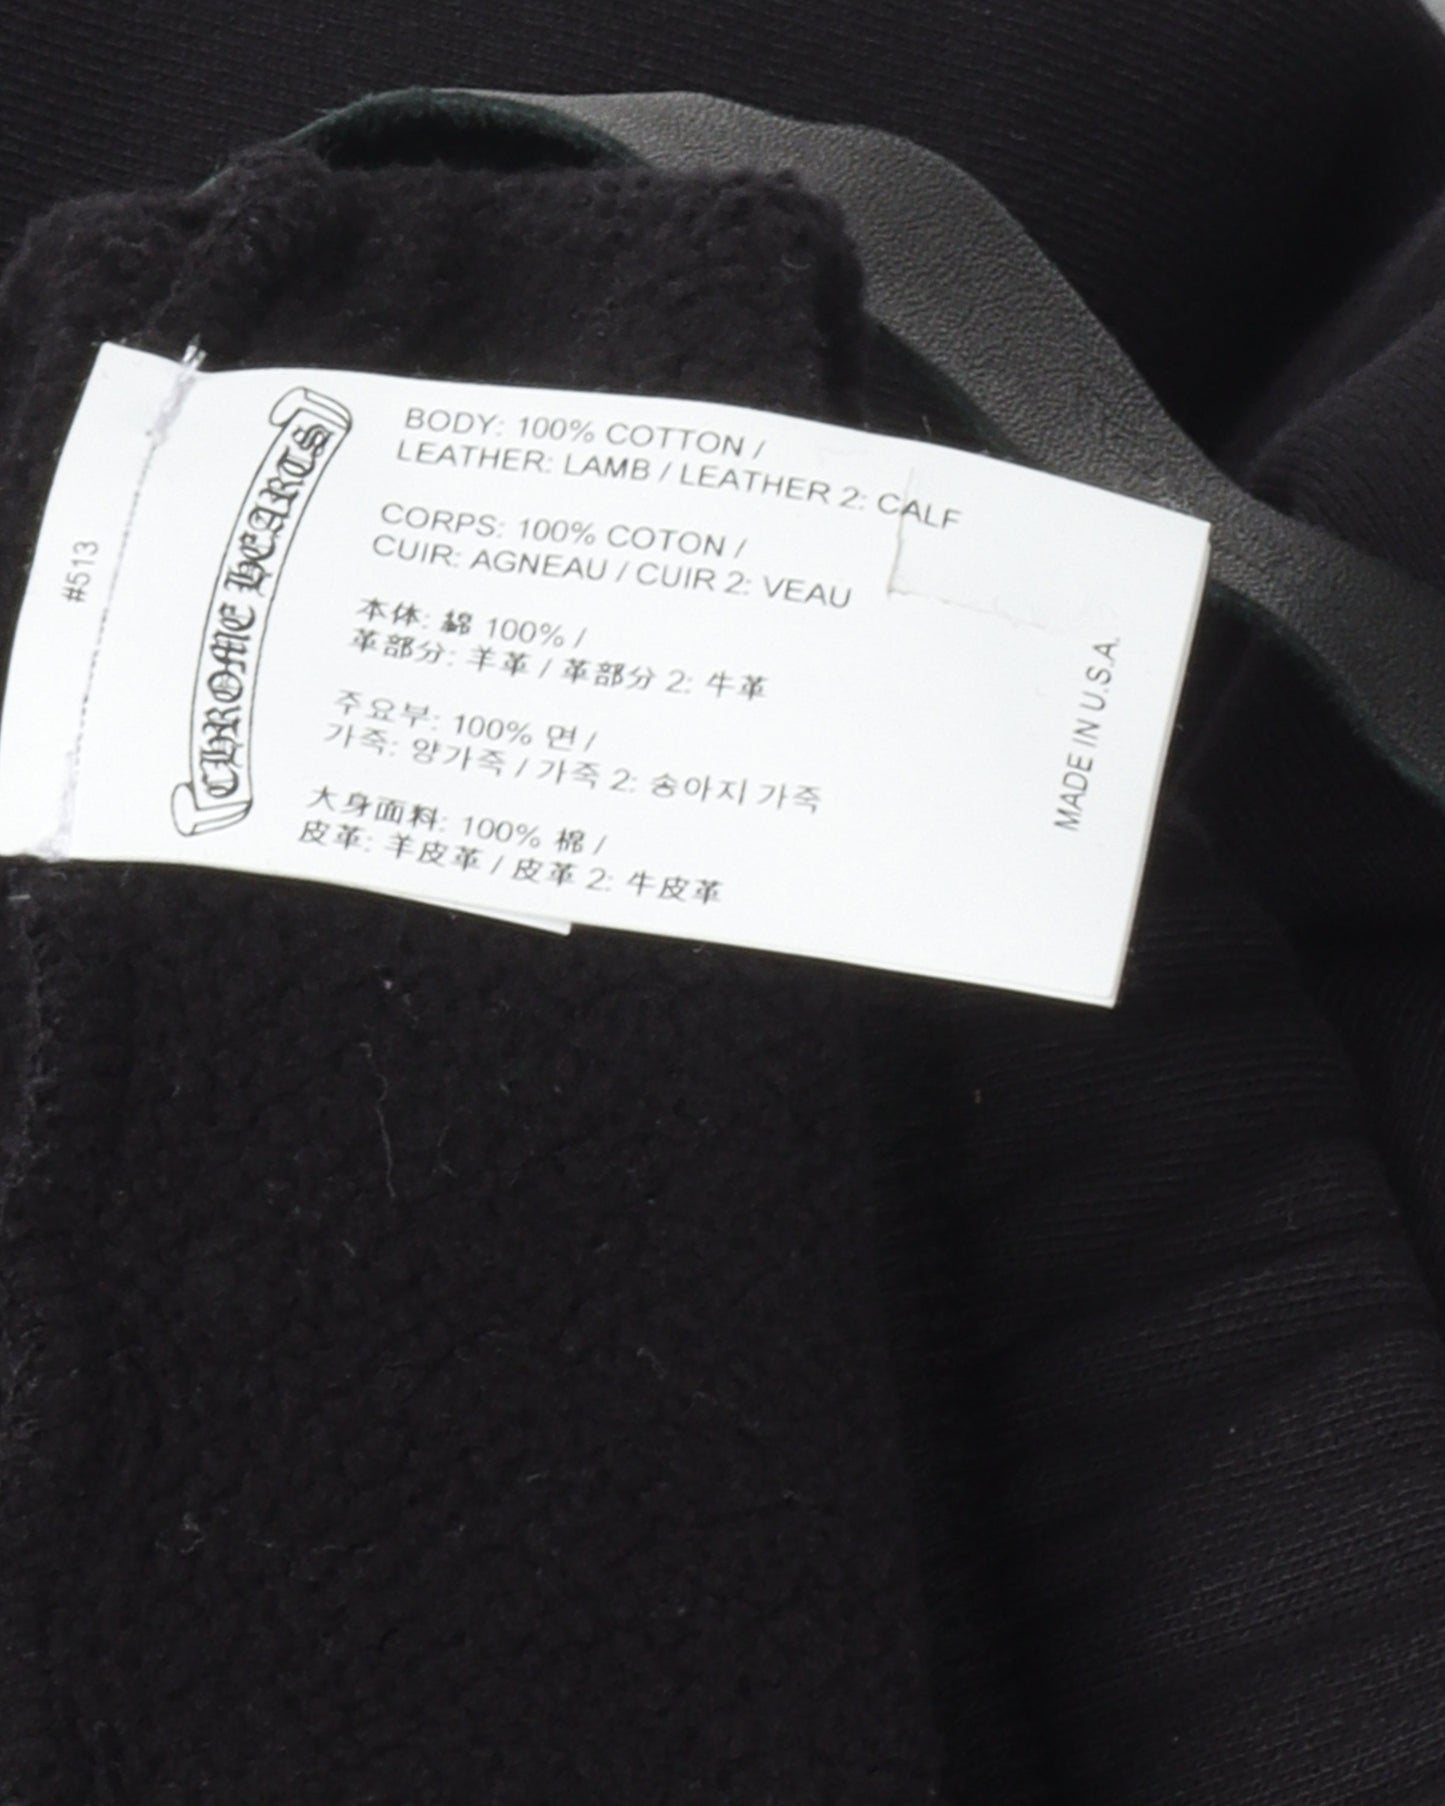 #513
CHROME HEARTS
BODY: 100% COTTON /
LEATHER: LAMB / LEATHER 2: CALF
CORPS: 100% COTON /
CUIR: AGNEAU / CUIR 2: VEAU
本体: 綿 100% /
革部分: 羊革 / 革部分 2: 牛革
주요부: 100% 면 /
가죽: 양가죽 / 가죽 2: 송아지 가죽
大身面料: 100% 棉 /
皮革: 羊皮革 / 皮革 2: 牛皮革
MADE IN U.S.A.